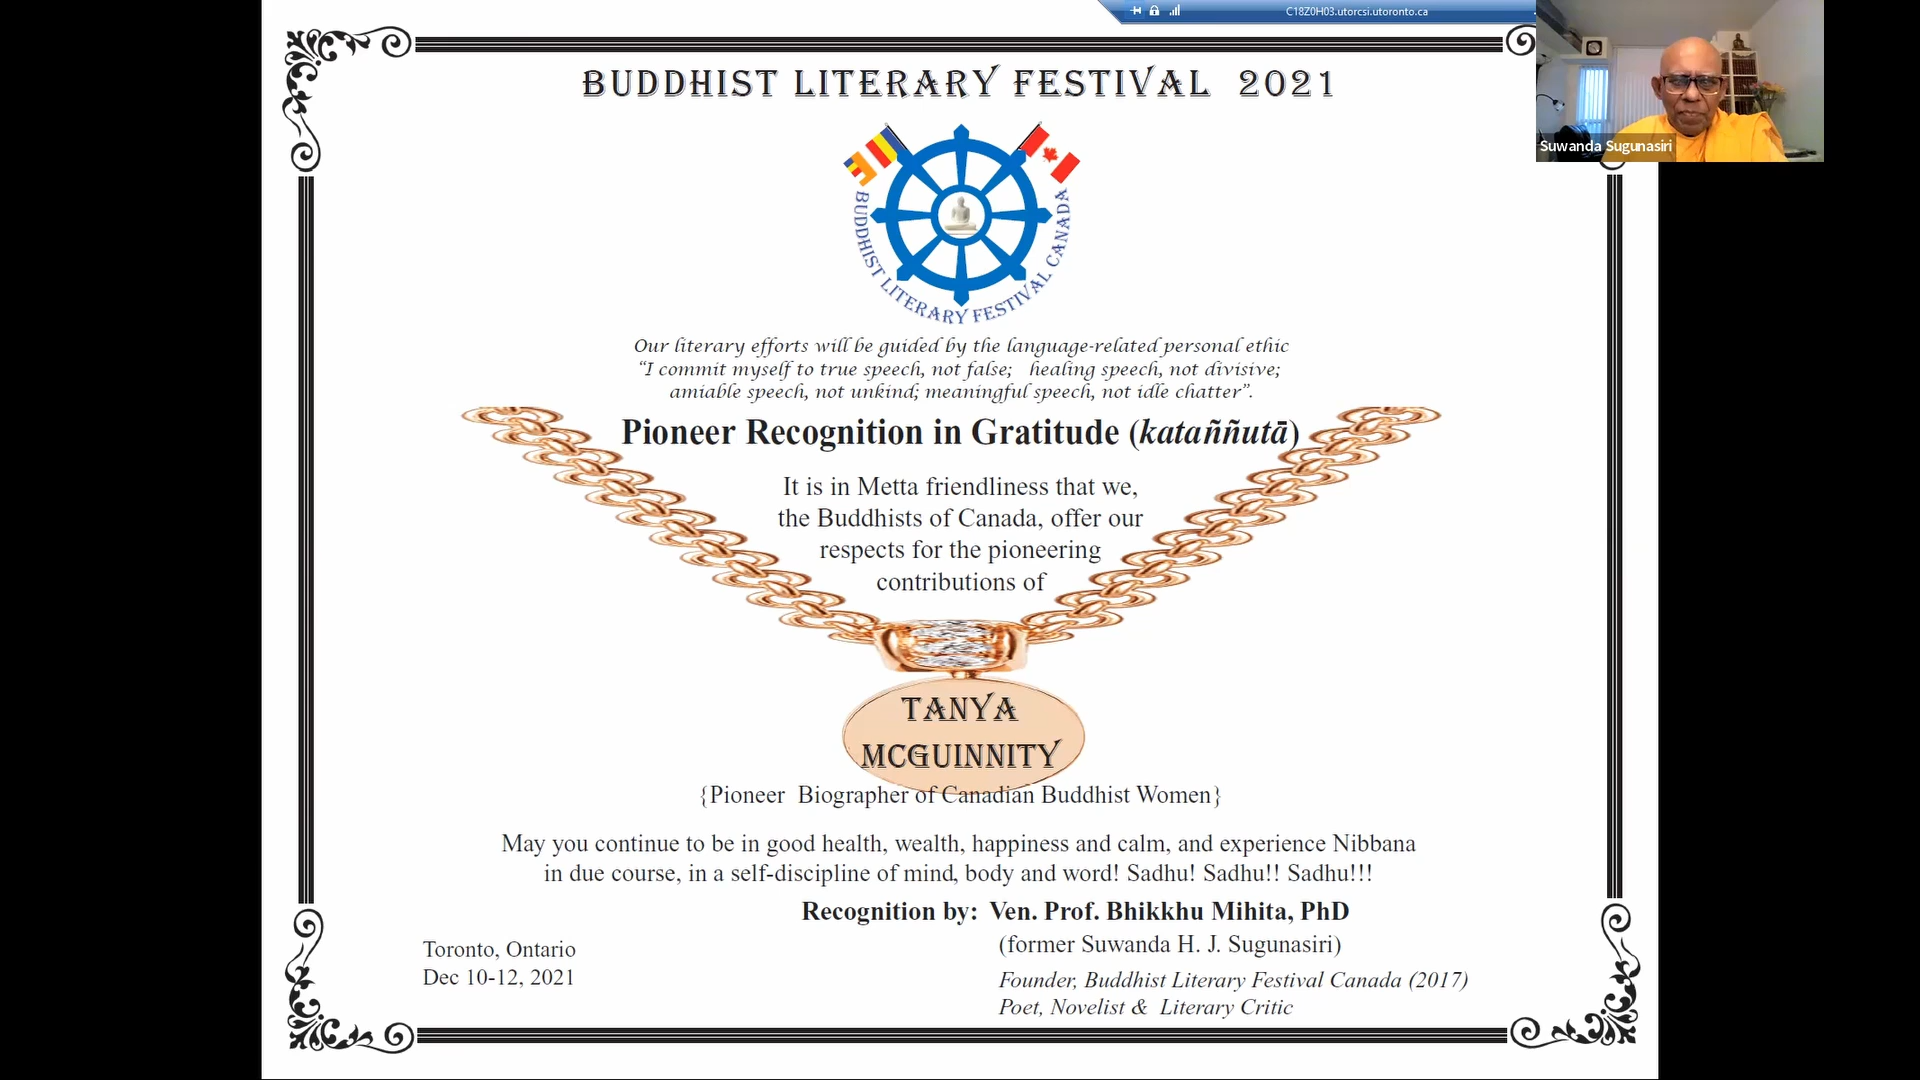 C18Z0H03.utorcsi.utoronto.ca
BUDDHIST LITERARY FESTIVAL 2021
Suwanda Sugunasiri
BUDDHIST LITERARY FESTIVAL CANADA
Our literary efforts will be guided by the language-related personal ethic
“I commit myself to true speech, not false; healing speech, not divisive;
amiable speech, not unkind; meaningful speech, not idle chatter”.
Pioneer Recognition in Gratitude (kataññutā)
It is in Metta friendliness that we,
the Buddhists of Canada, offer our
respects for the pioneering
contributions of
TANYA
MCGUINNITY
{Pioneer Biographer of Canadian Buddhist Women}
May you continue to be in good health, wealth, happiness and calm, and experience Nibbana
in due course, in a self-discipline of mind, body and word! Sadhu! Sadhu!! Sadhu!!!
Recognition by: Ven. Prof. Bhikkhu Mihita, PhD
(former Suwanda H. J. Sugunasiri)
Founder, Buddhist Literary Festival Canada (2017)
Poet, Novelist & Literary Critic
Toronto, Ontario
Dec 10-12, 2021